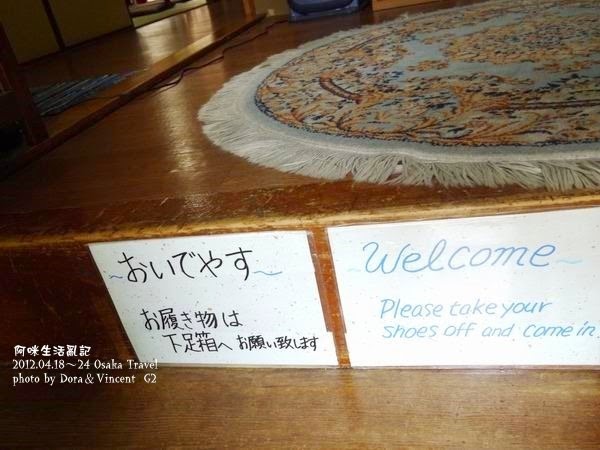 ~おいでやす~
お履き物は
下足箱へお願い致します
~Welcome~
Please take your
shoes off and come in.
阿咪生活亂記
2012.04.18~24 Osaka Travel
photo by Dora&Vincent G2